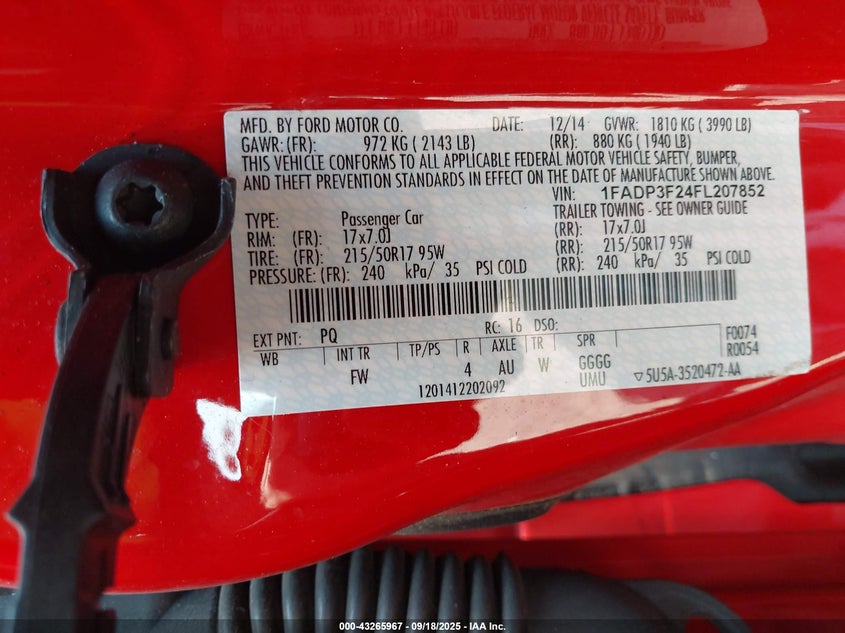 MFD. BY FORD MOTOR CO. DATE: 12/14 GVWR: 1810 KG ( 3990 LB)
GAWR: (FR): 972 KG ( 2143 LB) (RR): 880 KG ( 1940 LB)
THIS VEHICLE CONFORMS TO ALL APPLICABLE FEDERAL MOTOR VEHICLE SAFETY, BUMPER,
AND THEFT PREVENTION STANDARDS IN EFFECT ON THE DATE OF MANUFACTURE SHOWN ABOVE.
VIN: 1FADP3F24FL207852
TYPE: Passenger Car TRAILER TOWING - SEE OWNER GUIDE
RIM: (FR): 17x7.0J (RR): 17x7.0J
TIRE: (FR): 215/50R17 95W (RR): 215/50R17 95W
PRESSURE: (FR): 240 kPa/ 35 PSI COLD (RR): 240 kPa/ 35 PSI COLD
EXT PNT: PQ RC: 16 DSO: F0074
WB INT TR TP/PS R AXLE TR SPR R0054
FW 4 AU W GGGG
UMU ▽5U5A-3520472-AA
1201412202092
000-43265967 - 09/18/2025 - IAA Inc.